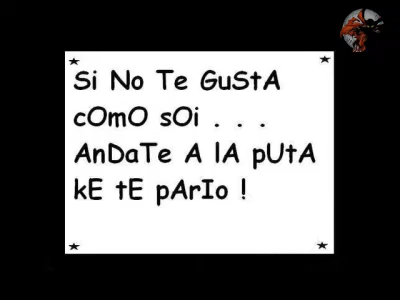 Si No Te GuStA
cOmO sOi . . .
AnDaTe A lA pUtA
kE tE pArIo !